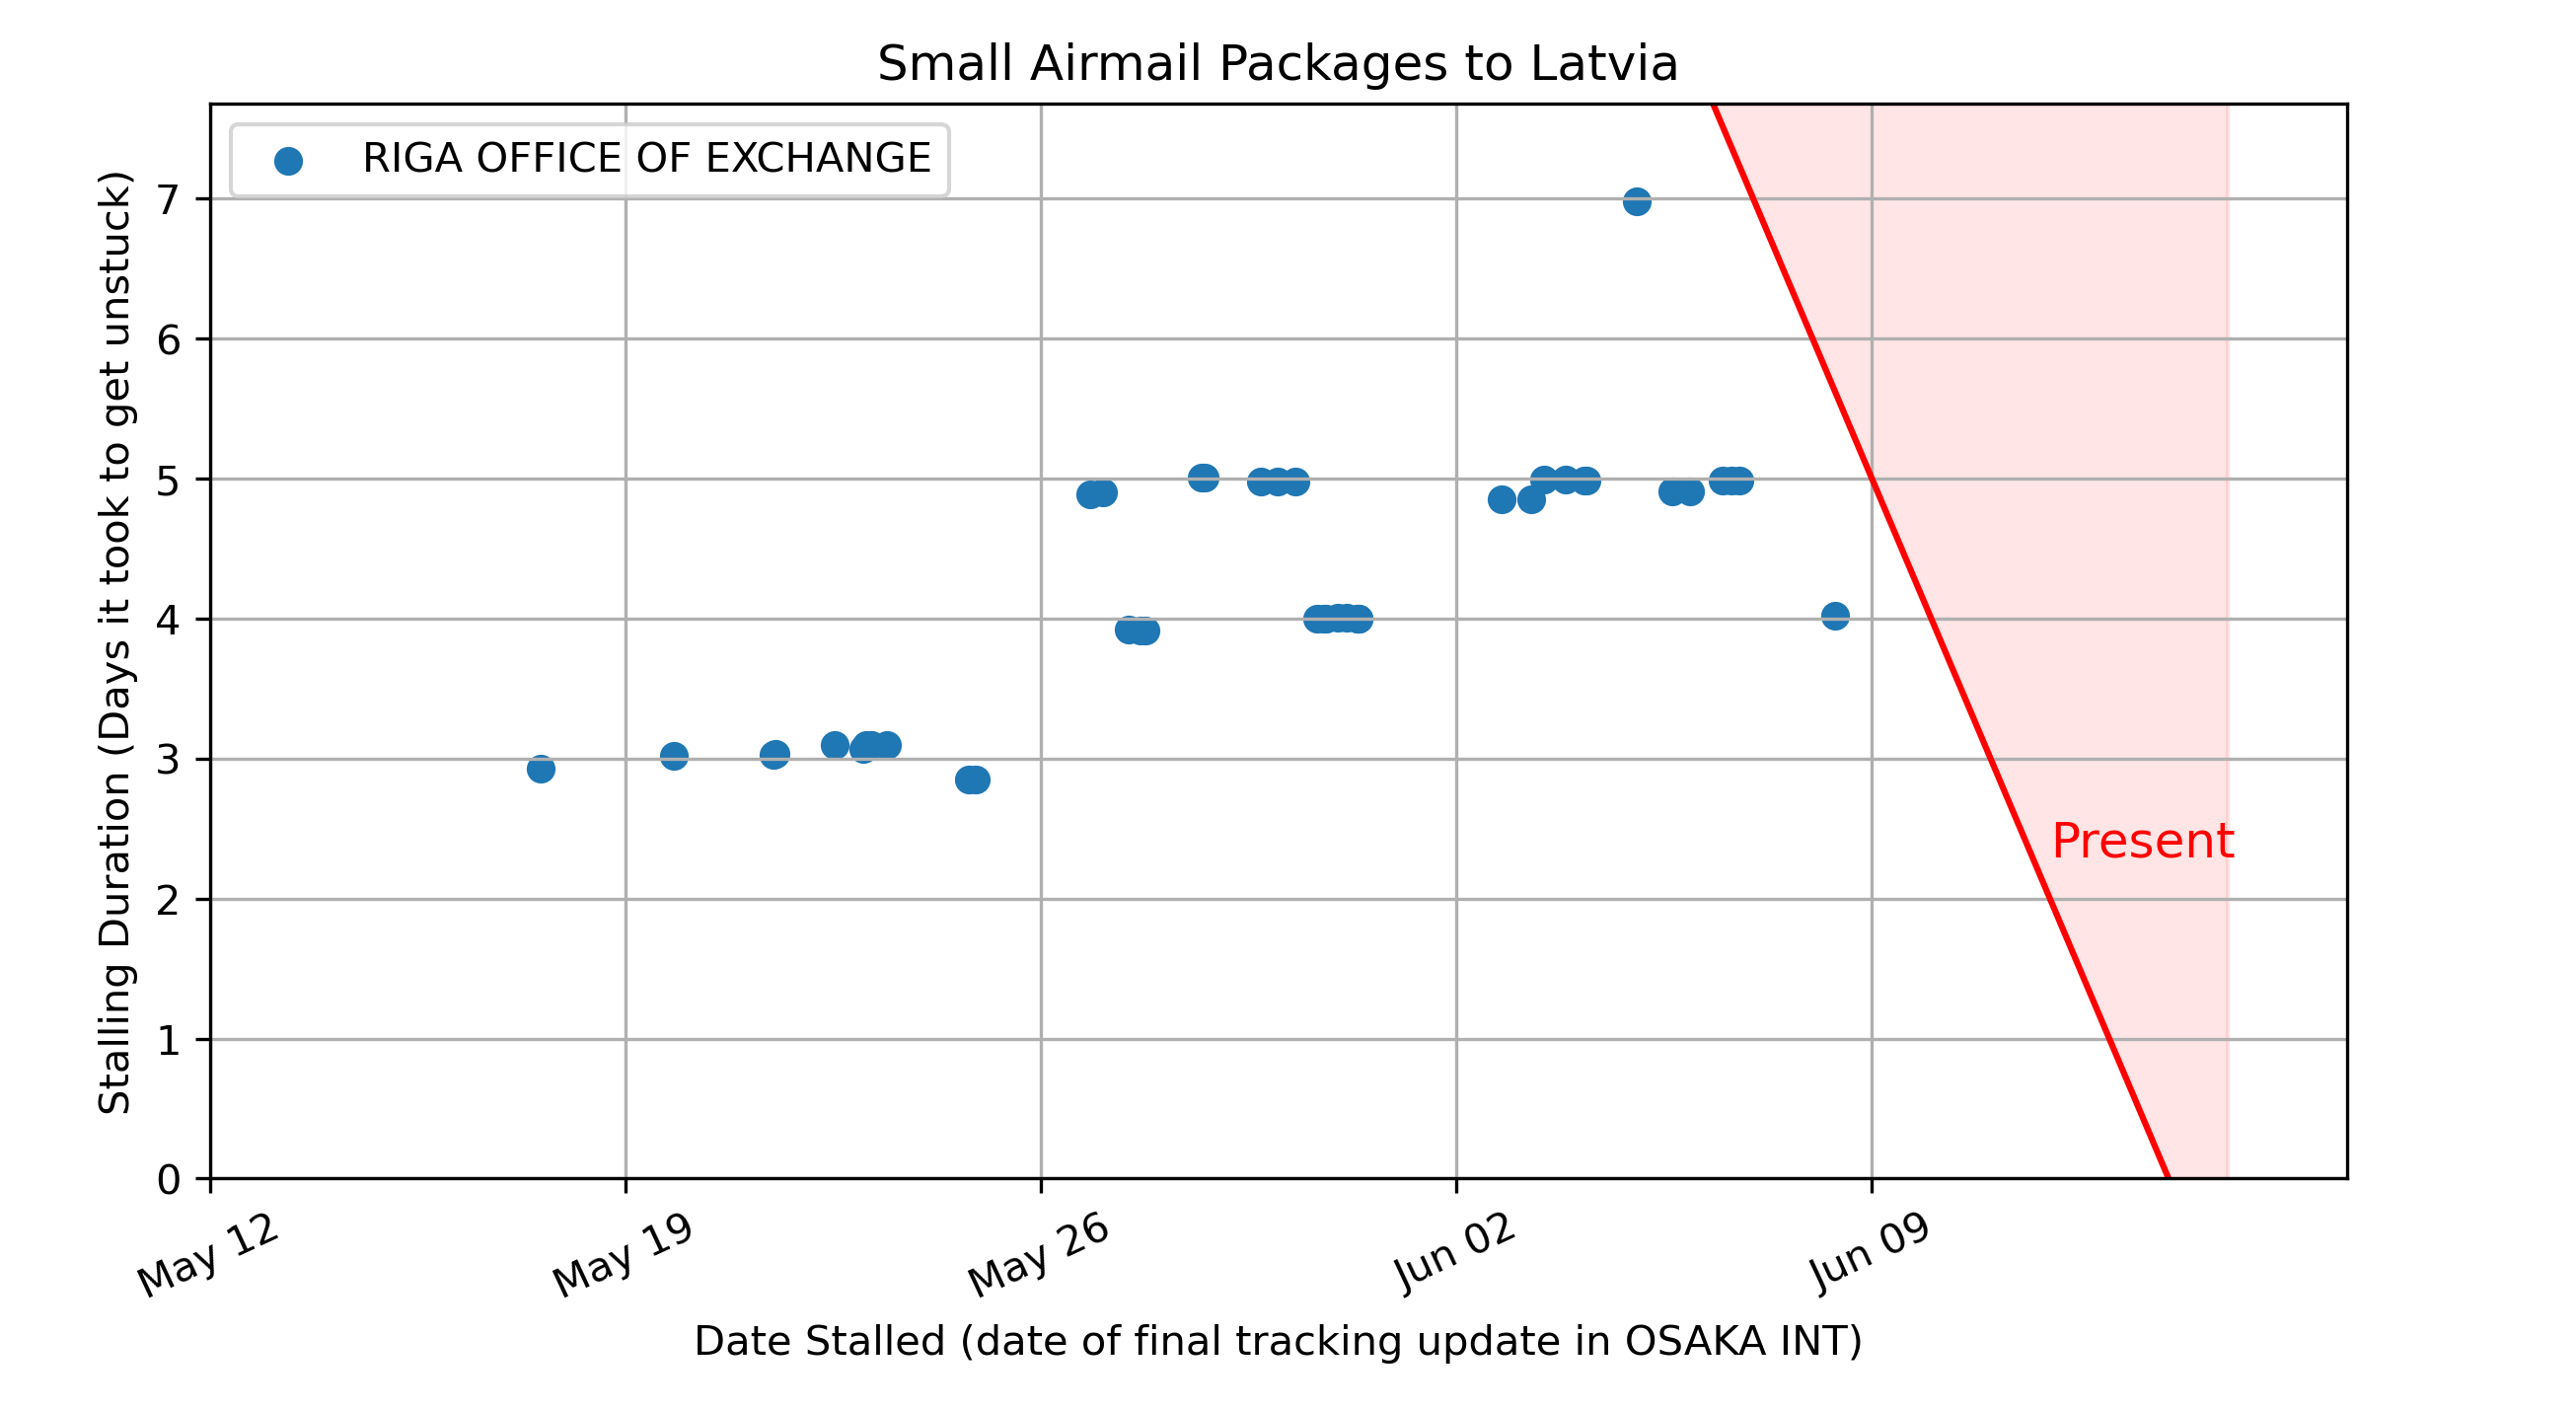 Small Airmail Packages to Latvia
RIGA OFFICE OF EXCHANGE
Stalling Duration (Days it took to get unstuck)
7
6
5
4
3
2
1
0
Present
May 12
May 19
May 26
Jun 02
Jun 09
Date Stalled (date of final tracking update in OSAKA INT)